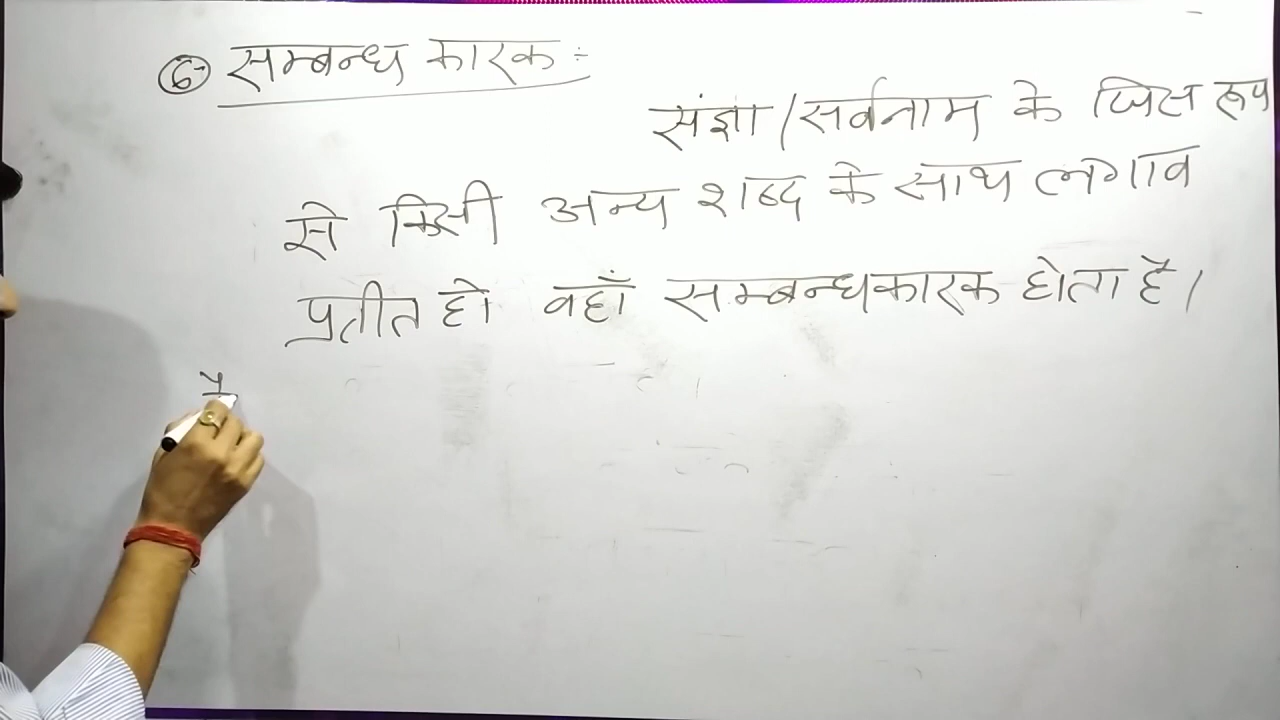 6- सम्बन्ध कारक :-
संज्ञा/सर्वनाम के जिस रूप
से किसी अन्य शब्द के साथ लगाव
प्रतीत हो वहाँ सम्बन्धकारक होता है।